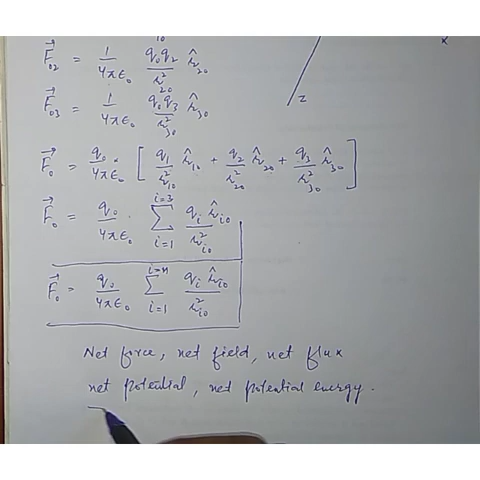 x
10
F⃗₀₂ = 1/4πε₀ q₀q₂/r²₂₀ r̂₂₀
z
F⃗₀₃ = 1/4πε₀ q₀q₃/r²₃₀ r̂₃₀
F⃗₀ = q₀/4πε₀ [ q₁/r²₁₀ r̂₁₀ + q₂/r²₂₀ r̂₂₀ + q₃/r²₃₀ r̂₃₀ ]
F⃗₀ = q₀/4πε₀ Σ i=1 i=3 qᵢ r̂ᵢ₀/r²ᵢ₀
F⃗₀ = q₀/4πε₀ Σ i=1 i=n qᵢ r̂ᵢ₀/r²ᵢ₀
Net force, net field, net flux
net potential, net potential energy.